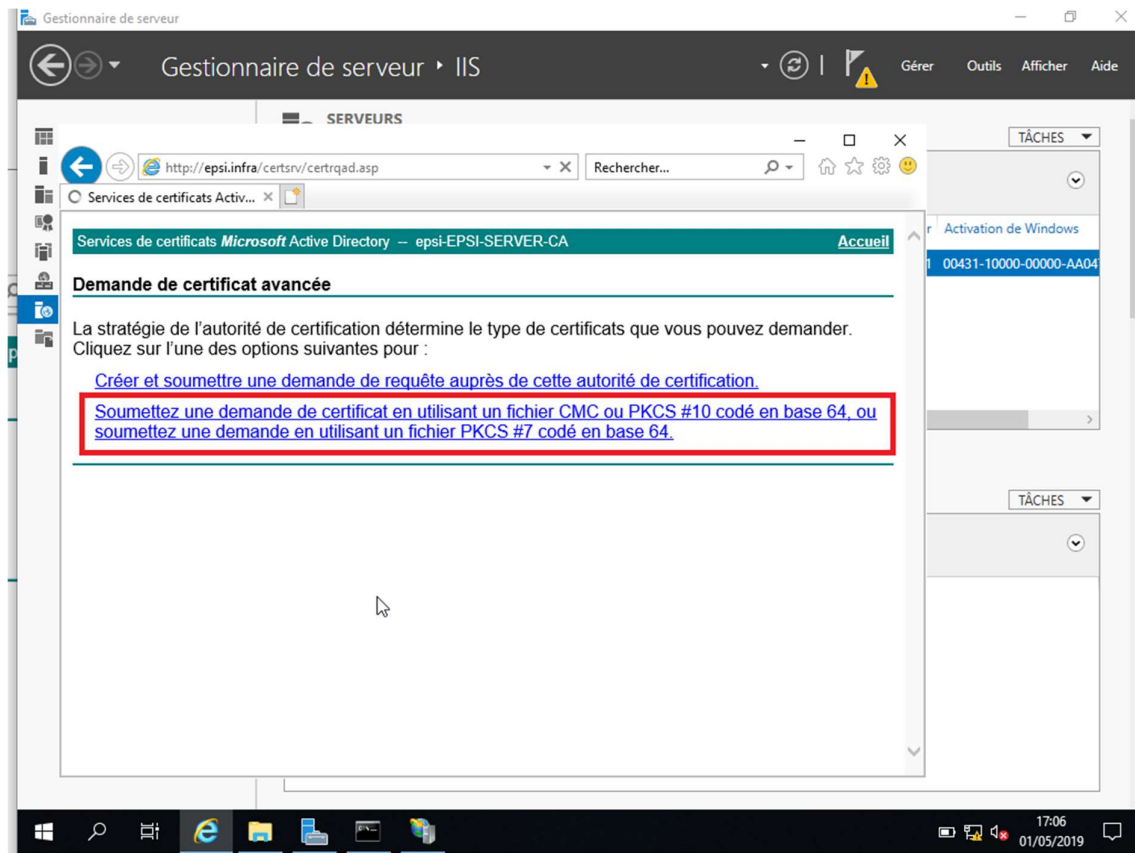 Gestionnaire de serveur
Gestionnaire de serveur • IIS
Gérer Outils Afficher Aide
SERVEURS
TÂCHES
http://epsi.infra/certsrv/certrqad.asp
Rechercher...
Services de certificats Activ...
Activation de Windows
00431-10000-00000-AA04
Services de certificats Microsoft Active Directory -- epsi-EPSI-SERVER-CA Accueil
Demande de certificat avancée
La stratégie de l'autorité de certification détermine le type de certificats que vous pouvez demander.
Cliquez sur l'une des options suivantes pour :
Créer et soumettre une demande de requête auprès de cette autorité de certification.
Soumettez une demande de certificat en utilisant un fichier CMC ou PKCS #10 codé en base 64, ou
soumettez une demande en utilisant un fichier PKCS #7 codé en base 64.
TÂCHES
17:06
01/05/2019